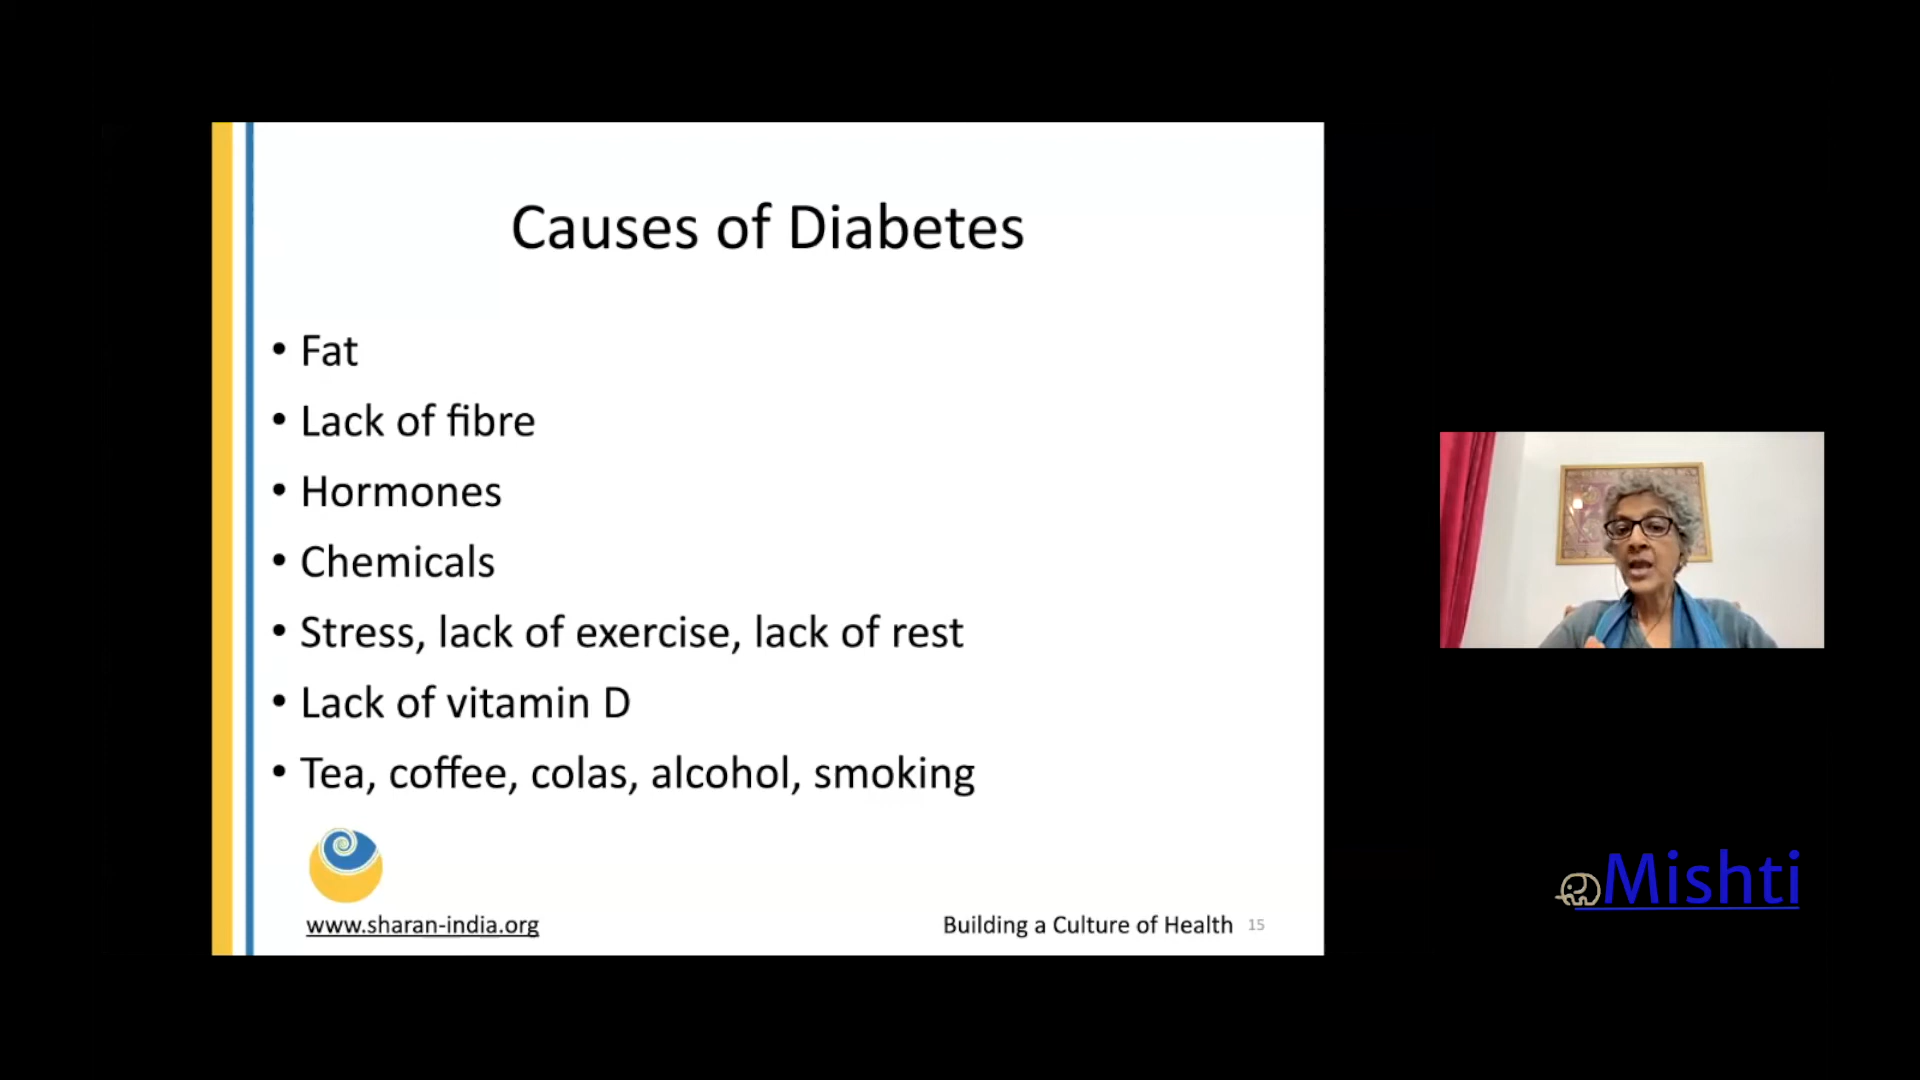 Causes of Diabetes
• Fat
• Lack of fibre
• Hormones
• Chemicals
• Stress, lack of exercise, lack of rest
• Lack of vitamin D
• Tea, coffee, colas, alcohol, smoking
www.sharan-india.org
Building a Culture of Health 15
Mishti